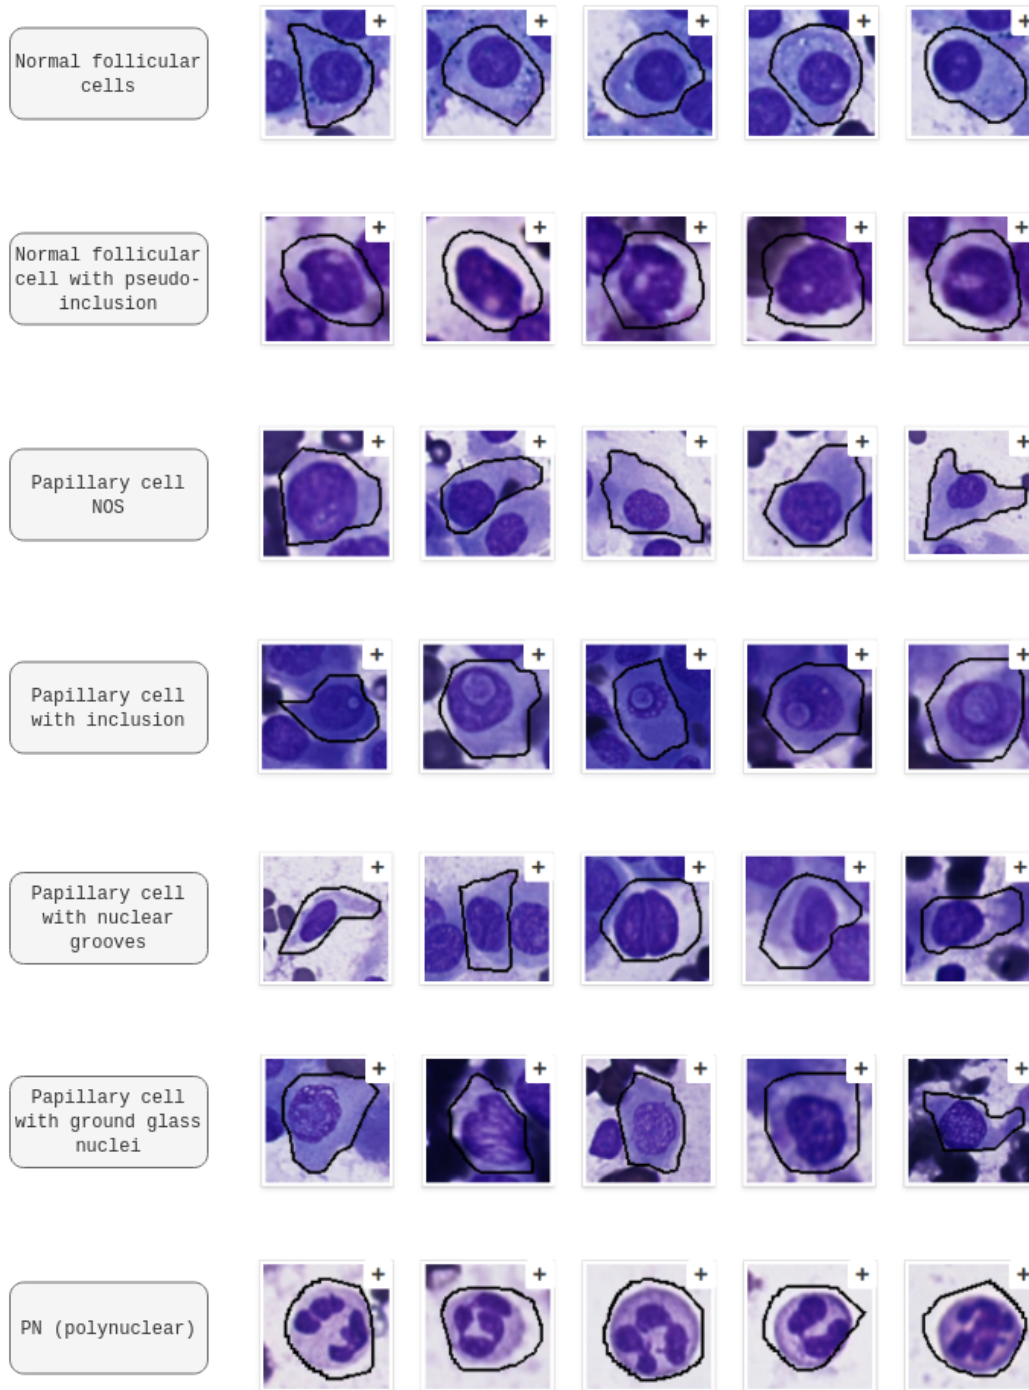 Normal follicular
cells
+ + + + +
Normal follicular
cell with pseudo-
inclusion
+ + + + +
Papillary cell
NOS
+ + + + +
Papillary cell
with inclusion
+ + + + +
Papillary cell
with nuclear
grooves
+ + + + +
Papillary cell
with ground glass
nuclei
+ + + + +
PN (polynuclear)
+ + + + +